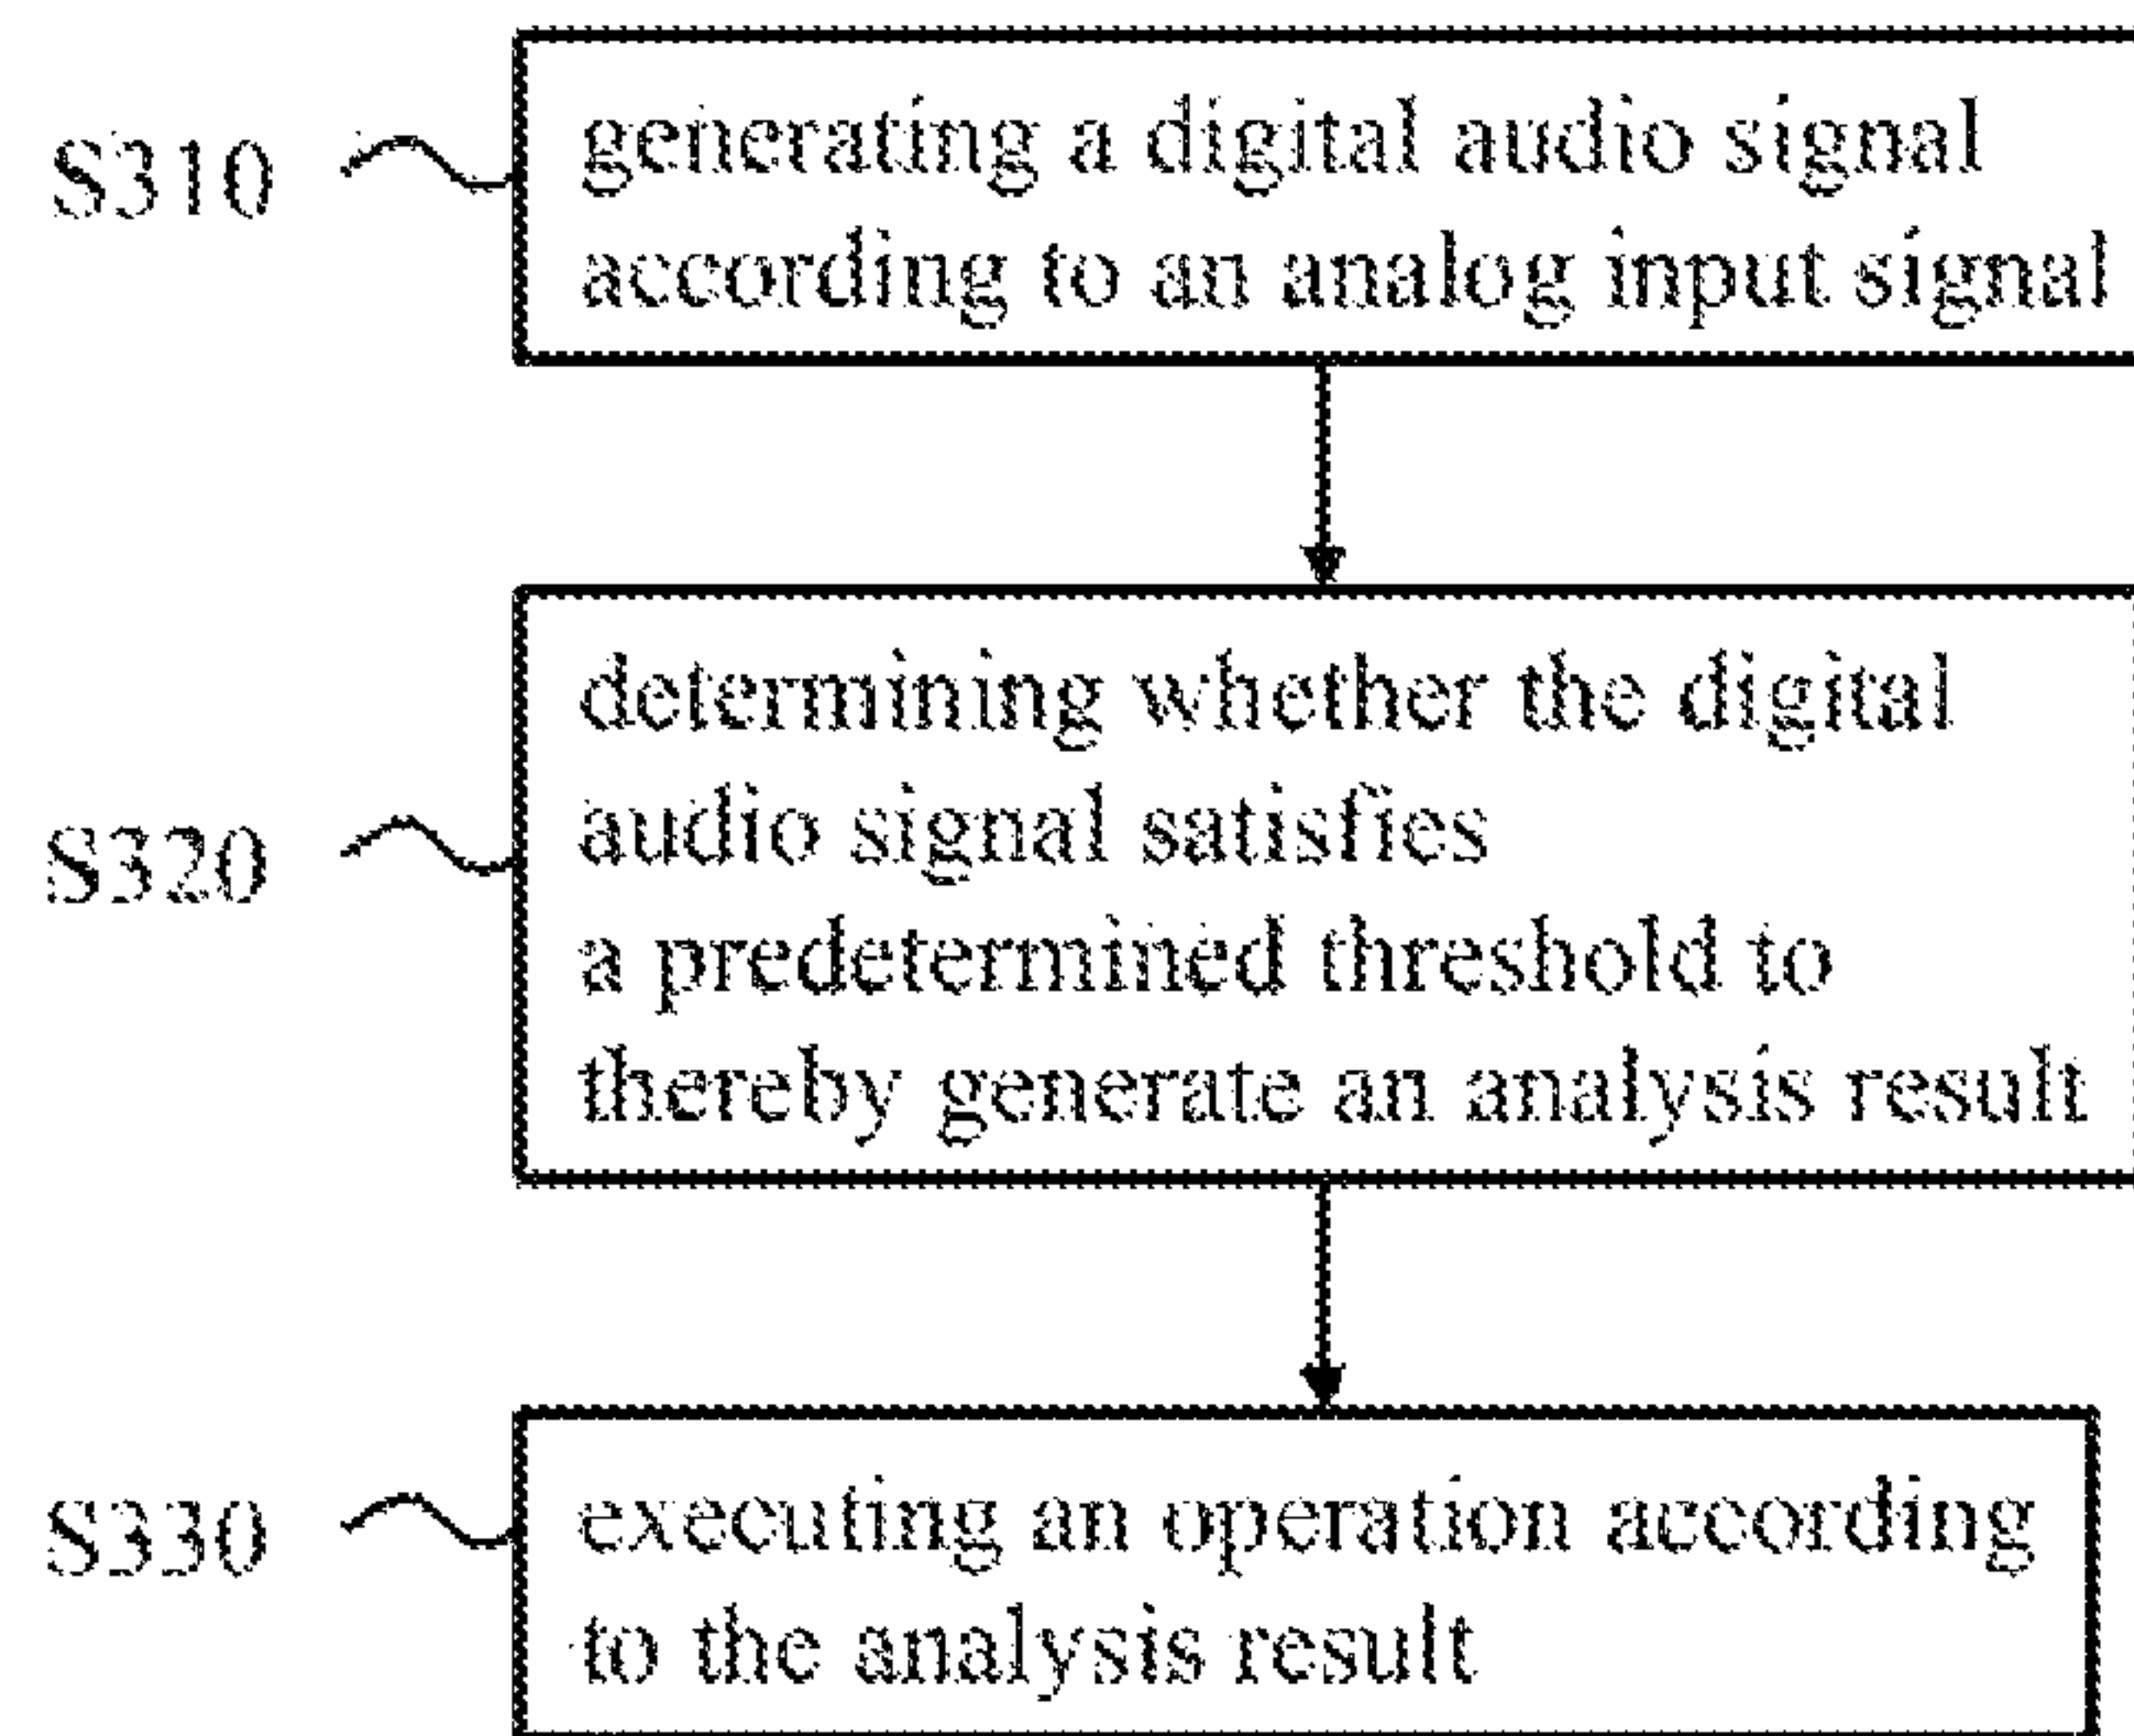 S310
generating a digital audio signal
according to an analog input signal
S320
determining whether the digital
audio signal satisfies
a predetermined threshold to
thereby generate an analysis result
S330
executing an operation according
to the analysis result